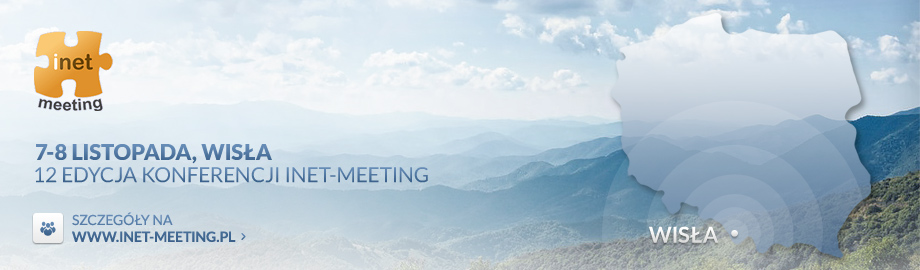 inet
meeting
7-8 LISTOPADA, WISŁA
12 EDYCJA KONFERENCJI INET-MEETING
SZCZEGÓŁY NA
WWW.INET-MEETING.PL ›
WISŁA